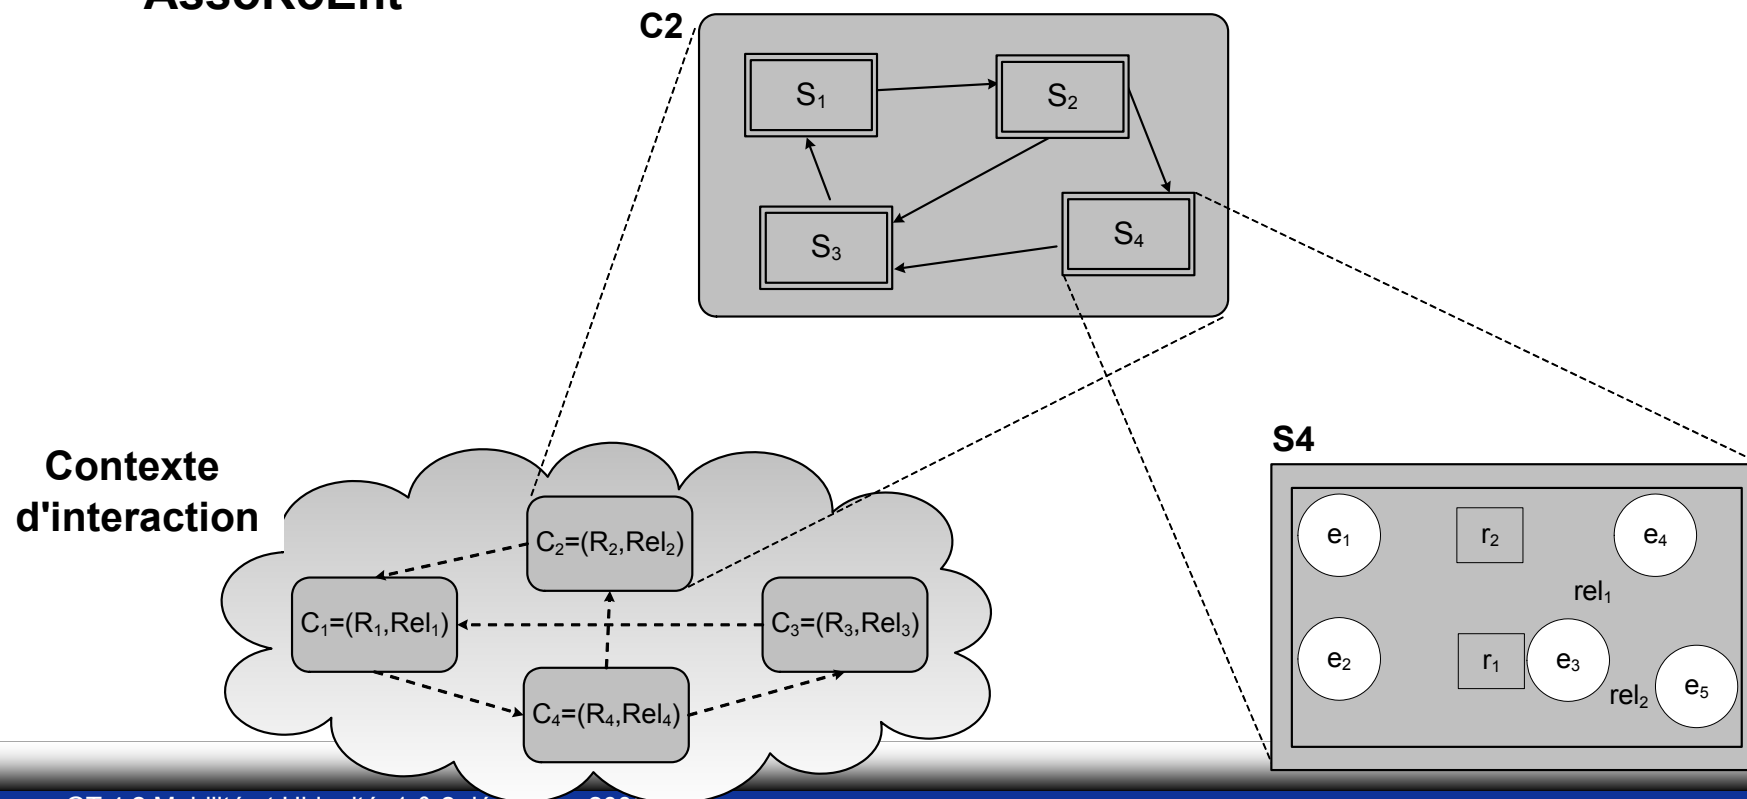 C2
S₁
S₂
S₃
S₄
Contexte
d'interaction
C₂=(R₂,Rel₂)
C₁=(R₁,Rel₁)
C₃=(R₃,Rel₃)
C₄=(R₄,Rel₄)
S4
e₁
r₂
e₄
rel₁
e₂
r₁
e₃
rel₂
e₅